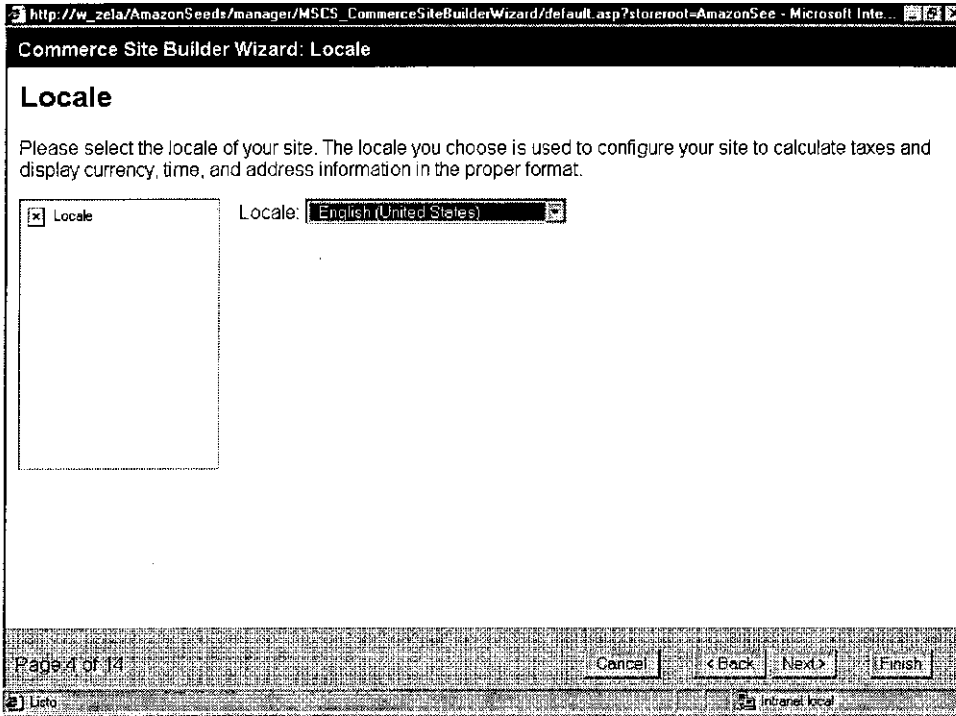 http://w_zela/AmazonSeeds/manager/MSCS_CommerceSiteBuilderWizard/default.asp?storeroot=AmazonSee - Microsoft Inte...
Commerce Site Builder Wizard: Locale
Locale
Please select the locale of your site. The locale you choose is used to configure your site to calculate taxes and
display currency, time, and address information in the proper format.
Locale
Locale: English (United States)
Page 4 of 14
Cancel
< Back
Next >
Finish
Listo
Intranet local